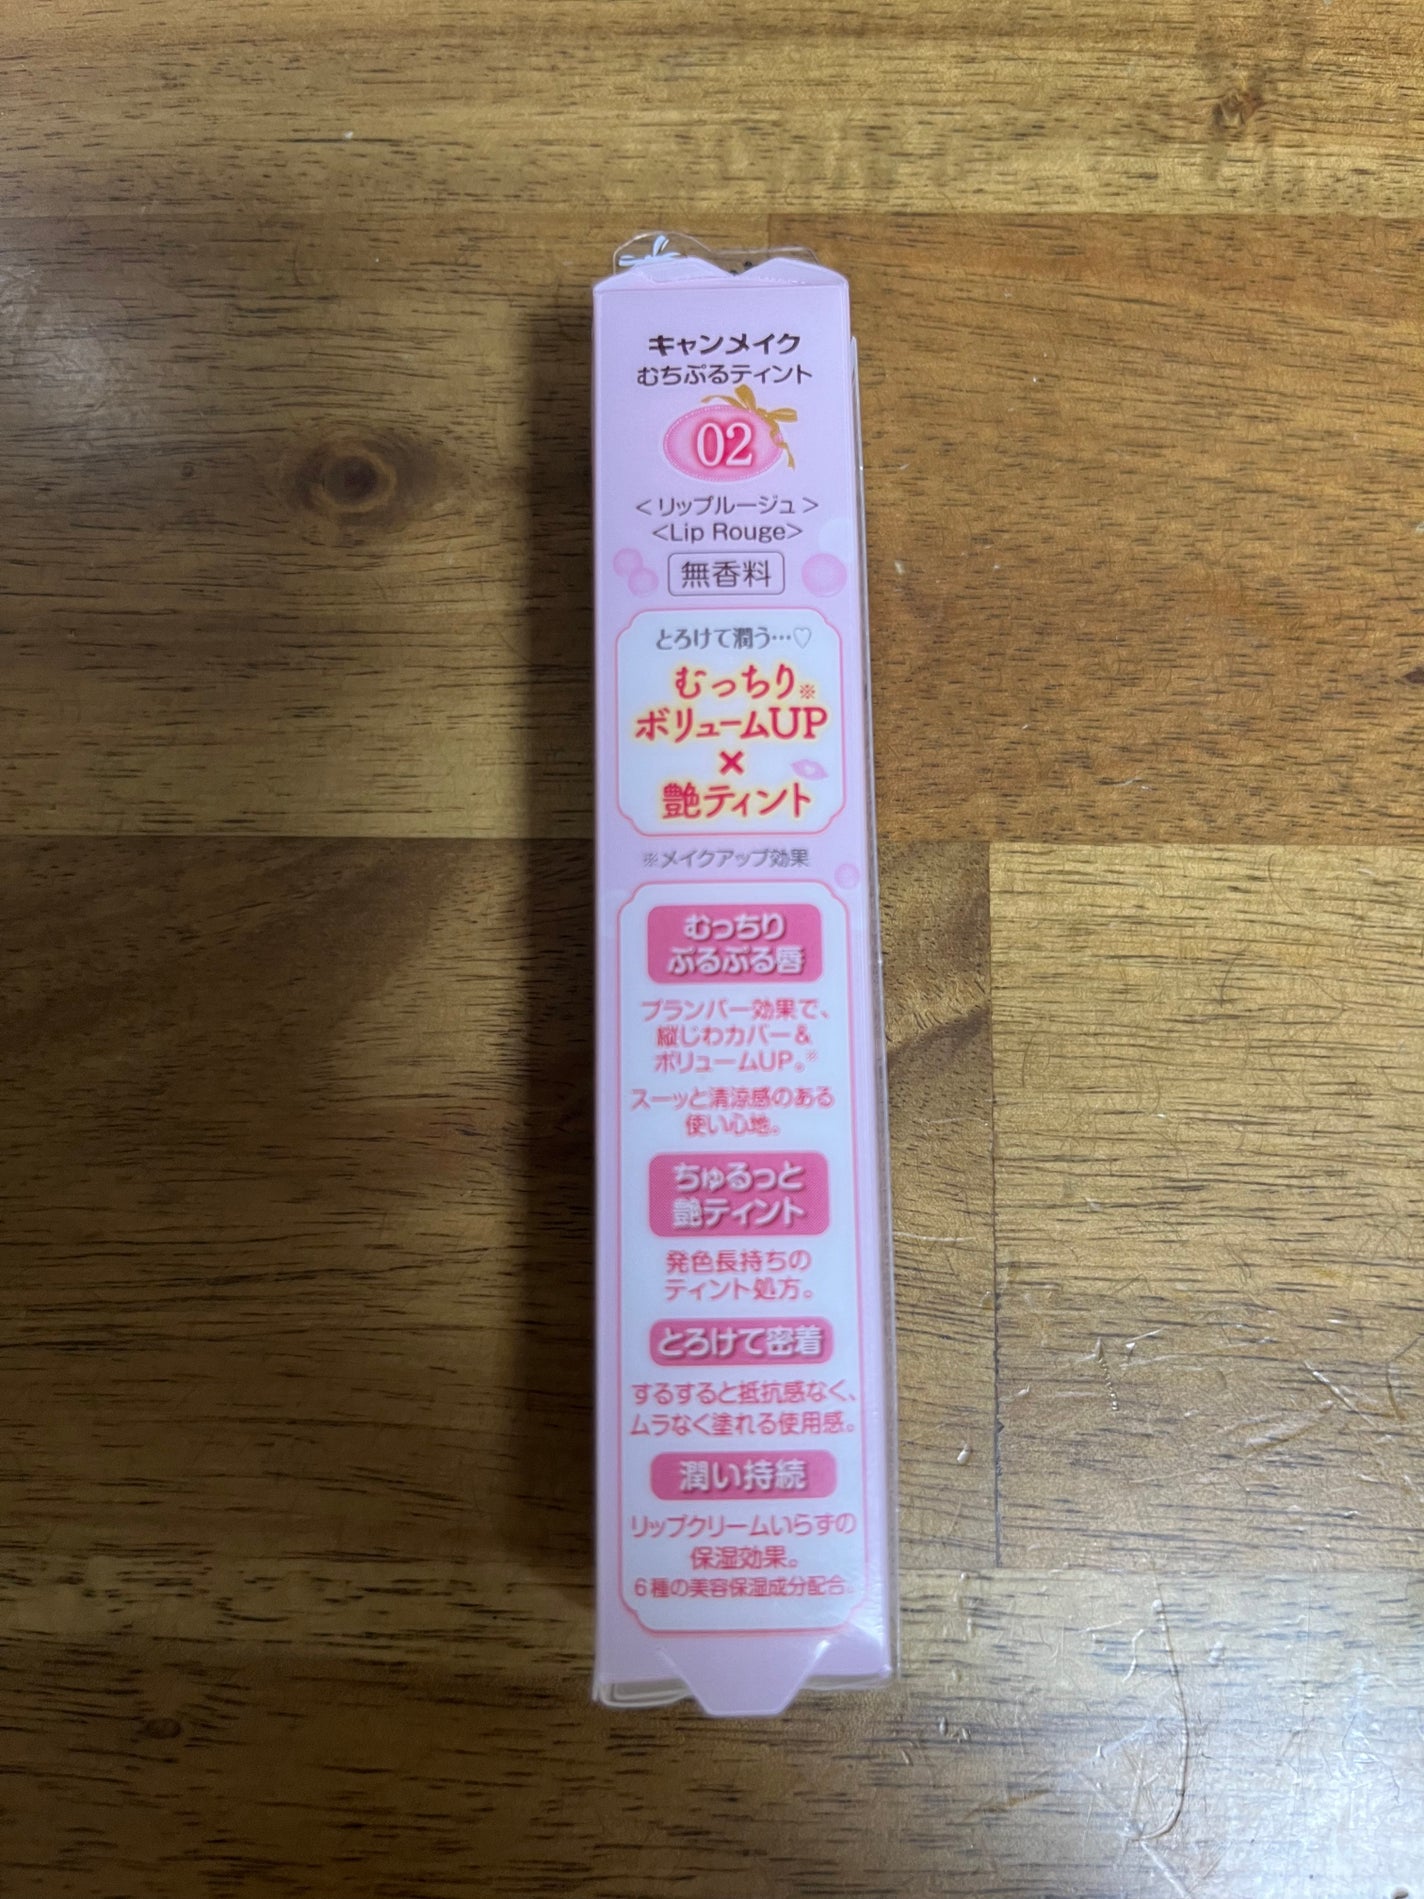 キャンメイク
むちぷるティント
02
<リップルージュ>
<Lip Rouge>
無香料
とろけて潤う…♡
むっちり※
ボリュームUP
×
艶ティント
※メイクアップ効果
むっちり
ぷるぷる唇
プランパー効果で、
縦じわカバー&
ボリュームUP。※
スーッと清涼感のある
使い心地。
ちゅるっと
艶ティント
発色長持ちの
ティント処方。
とろけて密着
するすると抵抗感なく、
ムラなく塗れる使用感。
潤い持続
リップクリームいらずの
保湿効果。
6種の美容保湿成分配合。